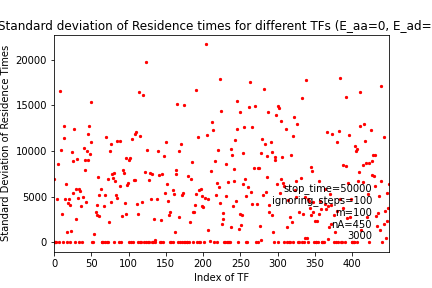 Standard deviation of Residence times for different TFs (E_aa=0, E_ad=
Standard Deviation of Residence Times
20000
15000
10000
5000
0
stop_time=50000
ignoring_steps=100
m=100
nA=450
3000
0 50 100 150 200 250 300 350 400
Index of TF